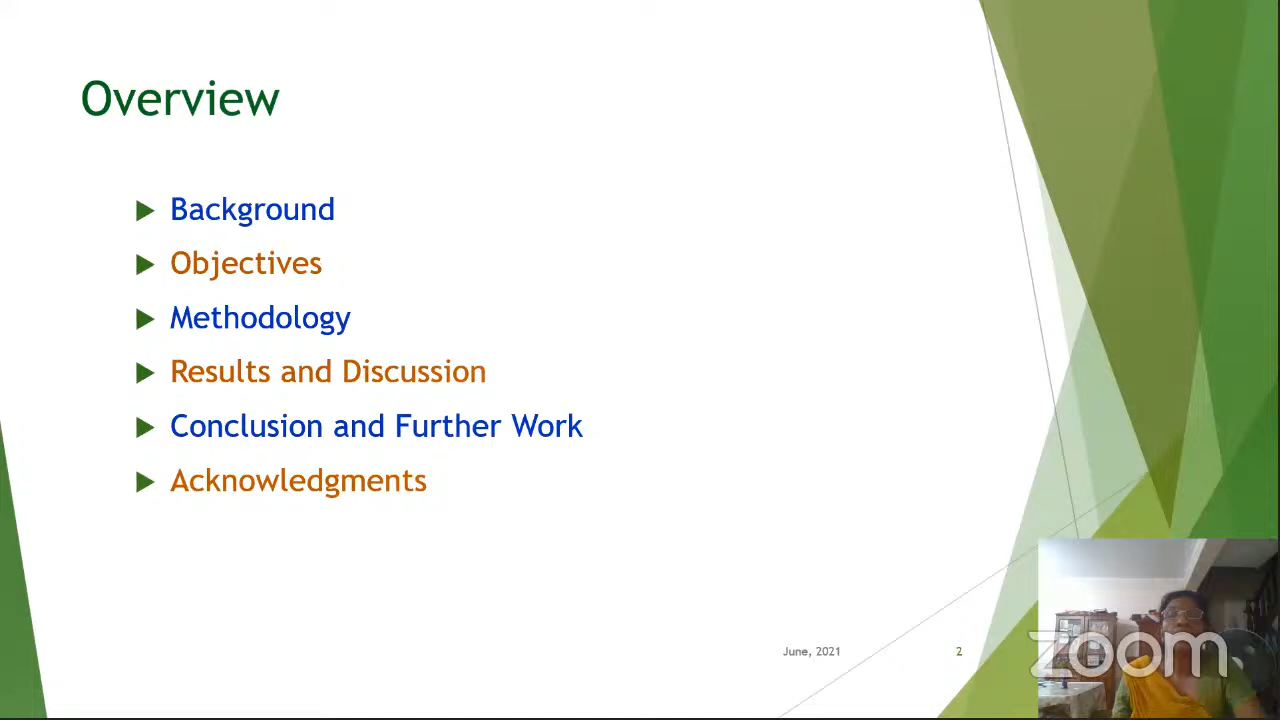 Overview
Background
Objectives
Methodology
Results and Discussion
Conclusion and Further Work
Acknowledgments
June, 2021
2
zoom